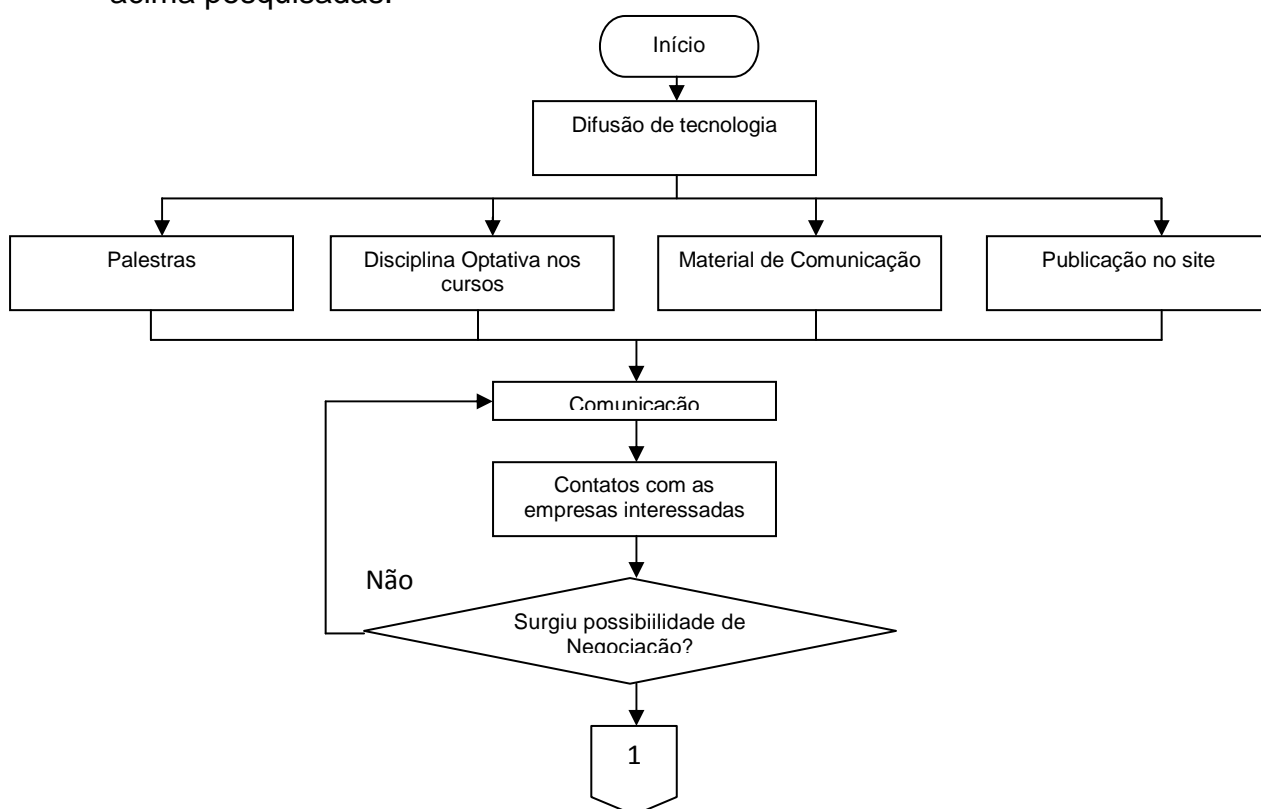 acima pesquisadas.
Início
Difusão de tecnologia
Palestras
Disciplina Optativa nos
cursos
Material de Comunicação
Publicação no site
Comunicação
Contatos com as
empresas interessadas
Não
Surgiu possibiilidade de
Negociação?
1